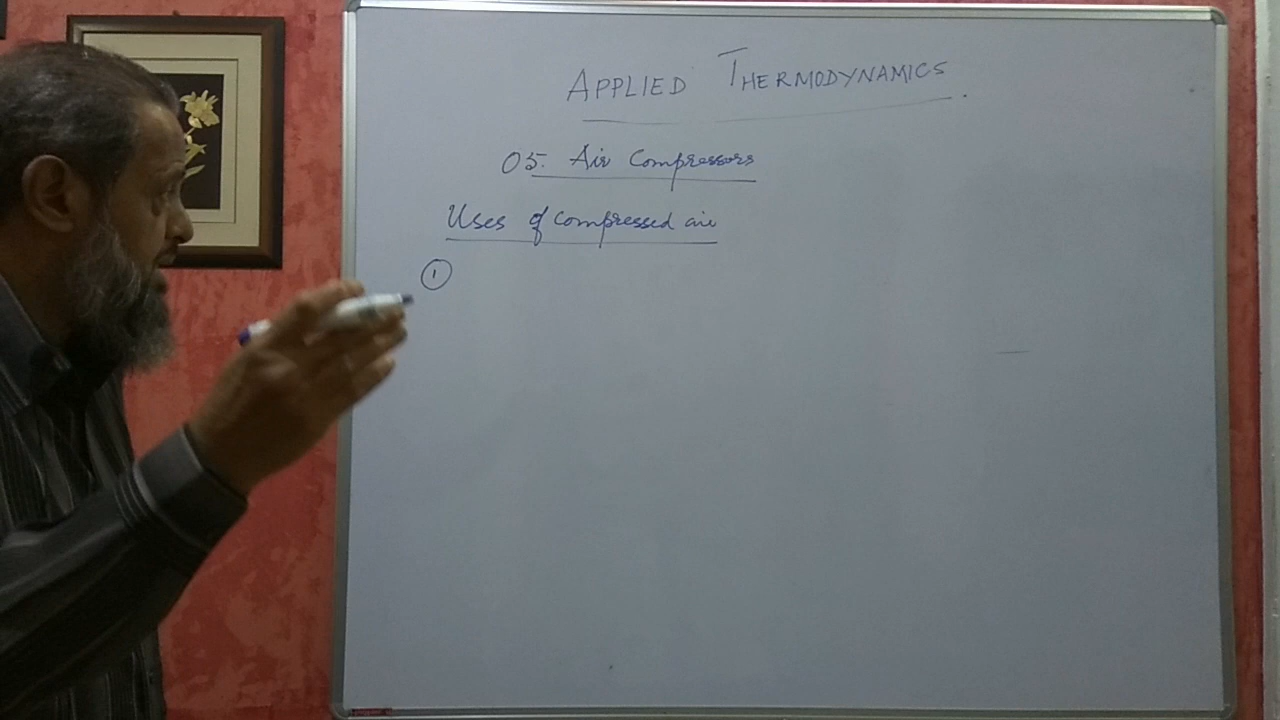 APPLIED THERMODYNAMICS.
05. Air Compressors
Uses of compressed air
①